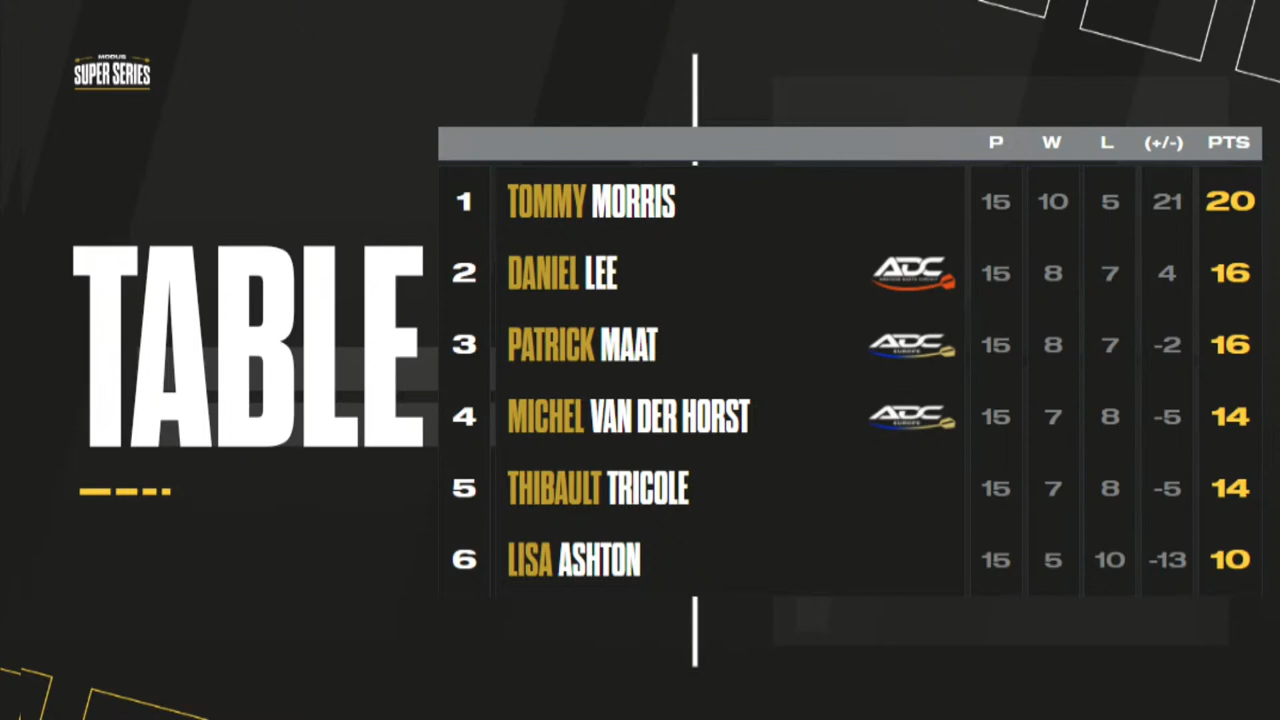 MODUS
SUPER SERIES
TABLE
P W L (+/-) PTS
1 TOMMY MORRIS 15 10 5 21 20
2 DANIEL LEE ADC 15 8 7 4 16
3 PATRICK MAAT ADC EUROPE 15 8 7 -2 16
4 MICHEL VAN DER HORST ADC EUROPE 15 7 8 -5 14
5 THIBAULT TRICOLE 15 7 8 -5 14
6 LISA ASHTON 15 5 10 -13 10